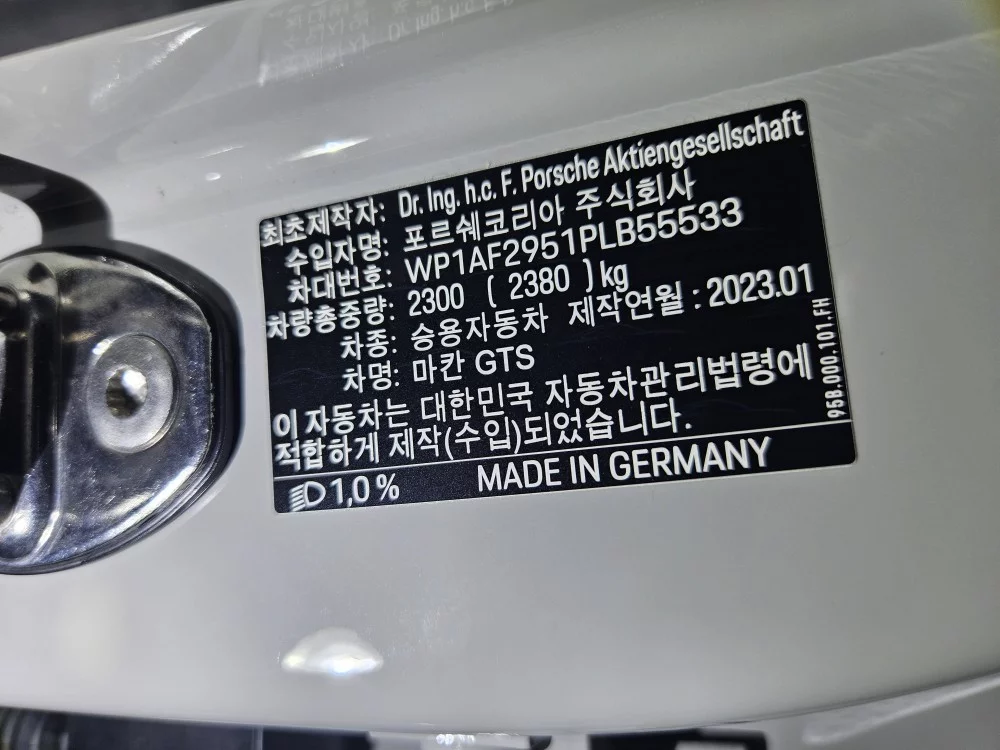 최초제작자: Dr. Ing. h.c. F. Porsche Aktiengesellschaft
수입자명: 포르쉐코리아 주식회사
차대번호: WP1AF2951PLB55533
차량총중량: 2300 ( 2380 )kg
차종: 승용자동차 제작연월 : 2023.01
차명: 마칸 GTS
이 자동차는 대한민국 자동차관리법령에
적합하게 제작(수입)되었습니다.
1,0 % MADE IN GERMANY
95B.000.101.FH